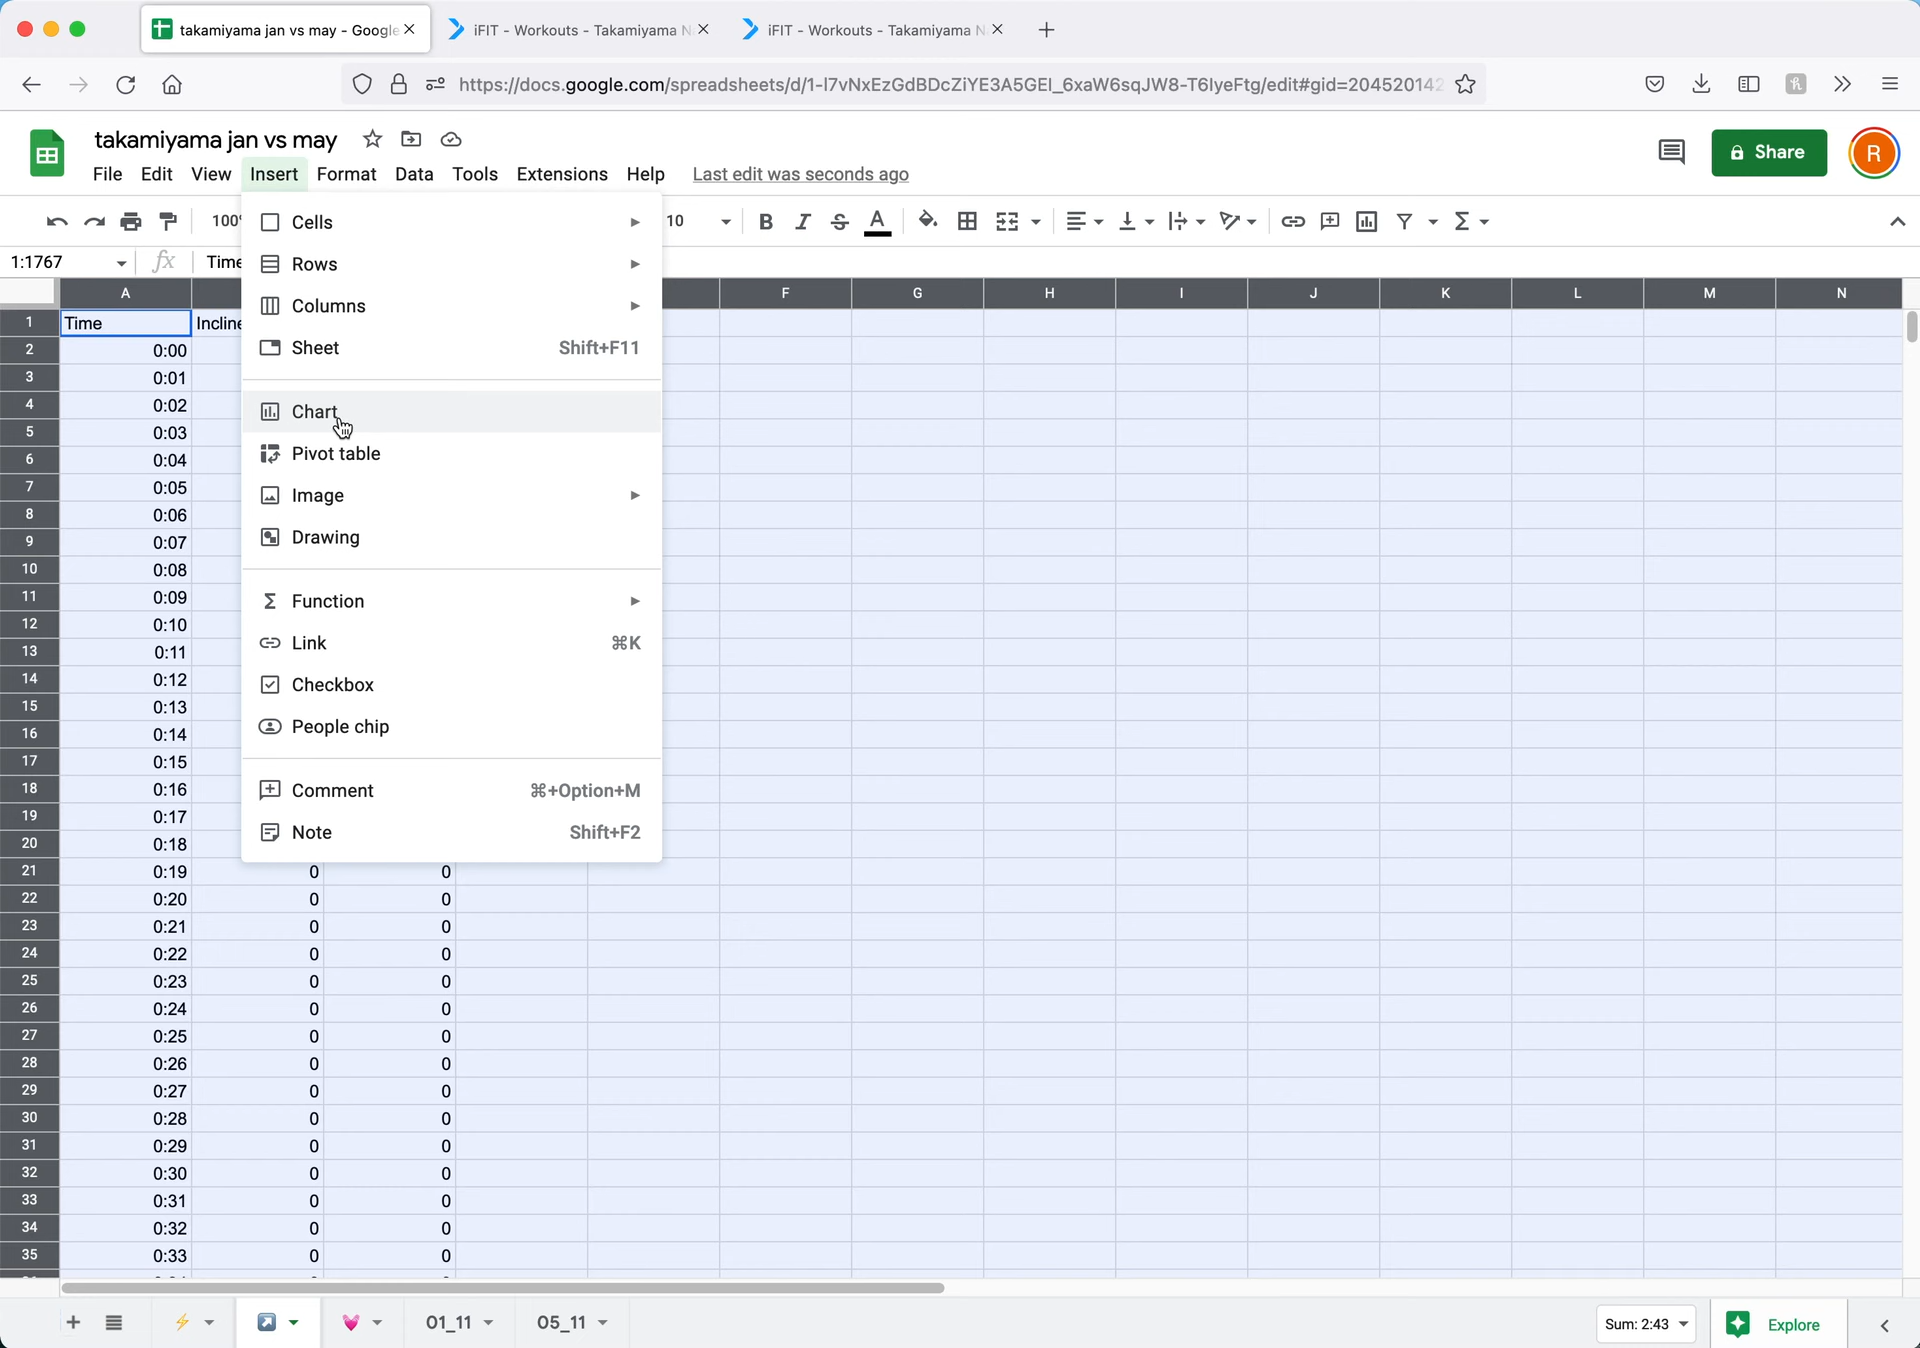 takamiyama jan vs may - Google
iFIT - Workouts - Takamiyama N
iFIT - Workouts - Takamiyama N
https://docs.google.com/spreadsheets/d/1-l7vNxEzGdBDcZiYE3A5GEl_6xaW6sqJW8-T6lyeFtg/edit#gid=204520142
takamiyama jan vs may
Share
R
File Edit View Insert Format Data Tools Extensions Help Last edit was seconds ago
100% 10
1:1767 fx Time
Cells
Rows
Columns
Sheet Shift+F11
Chart
Pivot table
Image
Drawing
Function
Link ⌘K
Checkbox
People chip
Comment ⌘+Option+M
Note Shift+F2
A F G H I J K L M N
1 Time Incline
2 0:00
3 0:01
4 0:02
5 0:03
6 0:04
7 0:05
8 0:06
9 0:07
10 0:08
11 0:09
12 0:10
13 0:11
14 0:12
15 0:13
16 0:14
17 0:15
18 0:16
19 0:17
20 0:18
21 0:19 0 0
22 0:20 0 0
23 0:21 0 0
24 0:22 0 0
25 0:23 0 0
26 0:24 0 0
27 0:25 0 0
28 0:26 0 0
29 0:27 0 0
30 0:28 0 0
31 0:29 0 0
32 0:30 0 0
33 0:31 0 0
34 0:32 0 0
35 0:33 0 0
01_11 05_11 Sum: 2:43 Explore